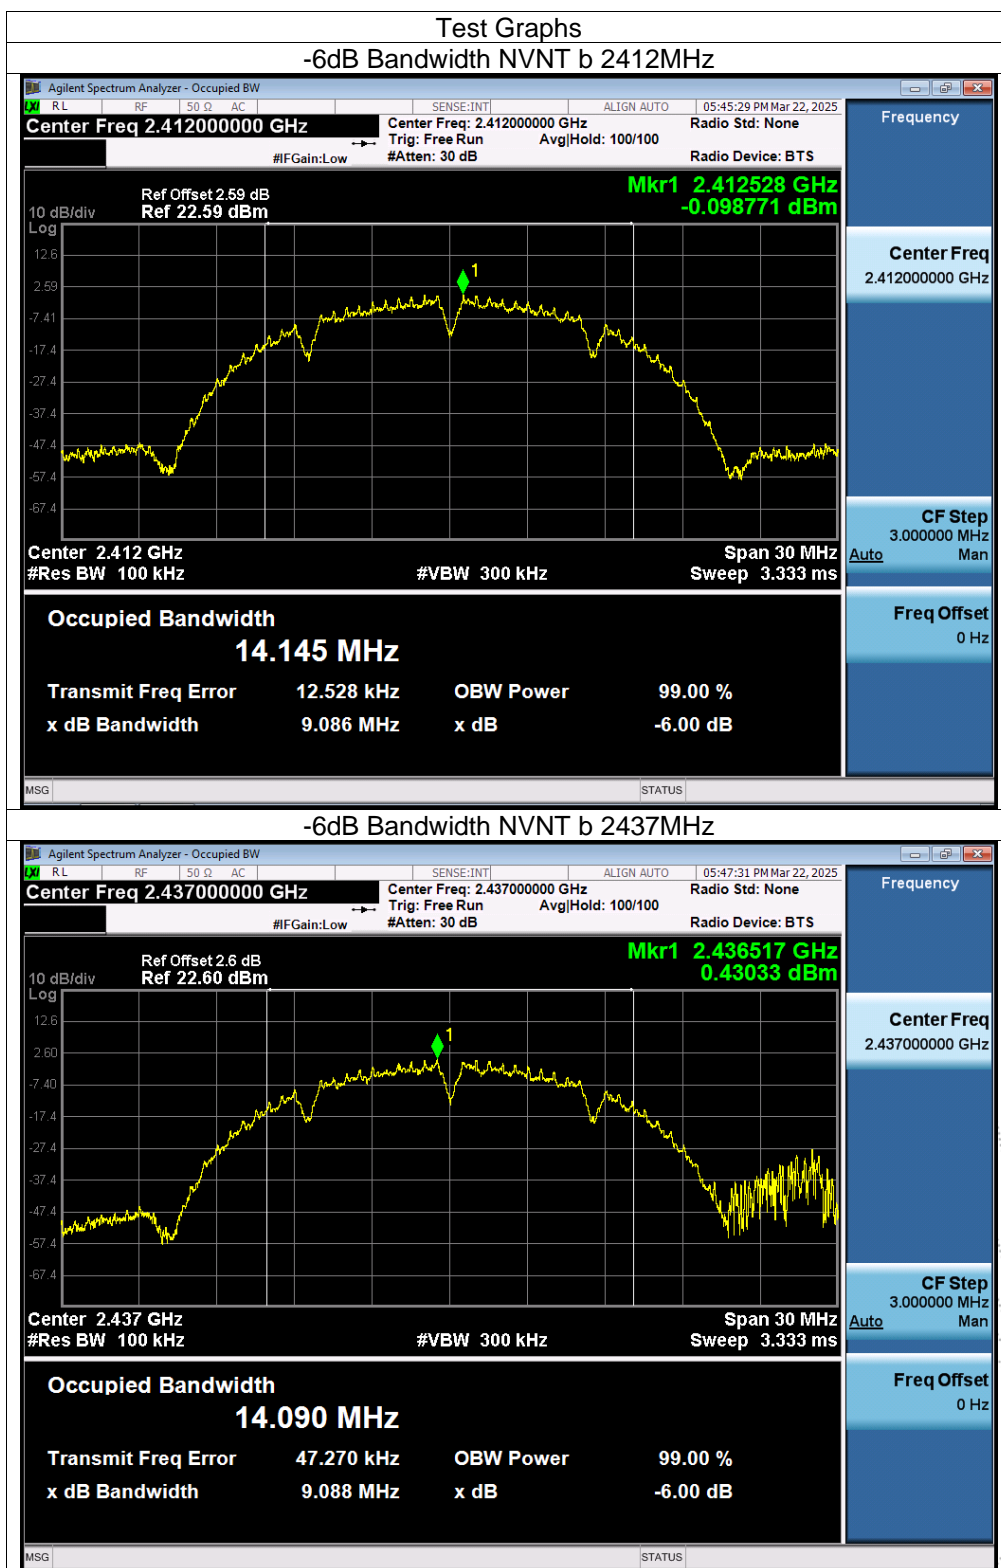 Test Graphs
-6dB Bandwidth NVNT b 2412MHz
Agilent Spectrum Analyzer - Occupied BW
LXI RL RF 50 Ω AC SENSE:INT ALIGN AUTO 05:45:29 PM Mar 22, 2025
Center Freq 2.412000000 GHz
Center Freq: 2.412000000 GHz
Radio Std: None
Trig: Free Run Avg|Hold: 100/100
#IFGain:Low
#Atten: 30 dB
Radio Device: BTS
Frequency
Mkr1 2.412528 GHz
-0.098771 dBm
Ref Offset 2.59 dB
10 dB/div Ref 22.59 dBm
Log
1
12.6
2.59
-7.41
-17.4
-27.4
-37.4
-47.4
-57.4
-67.4
Center Freq
2.412000000 GHz
Center 2.412 GHz Span 30 MHz
#Res BW 100 kHz #VBW 300 kHz Sweep 3.333 ms
CF Step
3.000000 MHz
Auto Man
Occupied Bandwidth
14.145 MHz
Freq Offset
0 Hz
Transmit Freq Error 12.528 kHz OBW Power 99.00 %
x dB Bandwidth 9.086 MHz x dB -6.00 dB
MSG STATUS
-6dB Bandwidth NVNT b 2437MHz
Agilent Spectrum Analyzer - Occupied BW
LXI RL RF 50 Ω AC SENSE:INT ALIGN AUTO 05:47:31 PM Mar 22, 2025
Center Freq 2.437000000 GHz
Center Freq: 2.437000000 GHz
Radio Std: None
Trig: Free Run Avg|Hold: 100/100
#IFGain:Low
#Atten: 30 dB
Radio Device: BTS
Frequency
Mkr1 2.436517 GHz
0.43033 dBm
Ref Offset 2.6 dB
10 dB/div Ref 22.60 dBm
Log
1
12.6
2.60
-7.40
-17.4
-27.4
-37.4
-47.4
-57.4
-67.4
Center Freq
2.437000000 GHz
Center 2.437 GHz Span 30 MHz
#Res BW 100 kHz #VBW 300 kHz Sweep 3.333 ms
CF Step
3.000000 MHz
Auto Man
Occupied Bandwidth
14.090 MHz
Freq Offset
0 Hz
Transmit Freq Error 47.270 kHz OBW Power 99.00 %
x dB Bandwidth 9.088 MHz x dB -6.00 dB
MSG STATUS